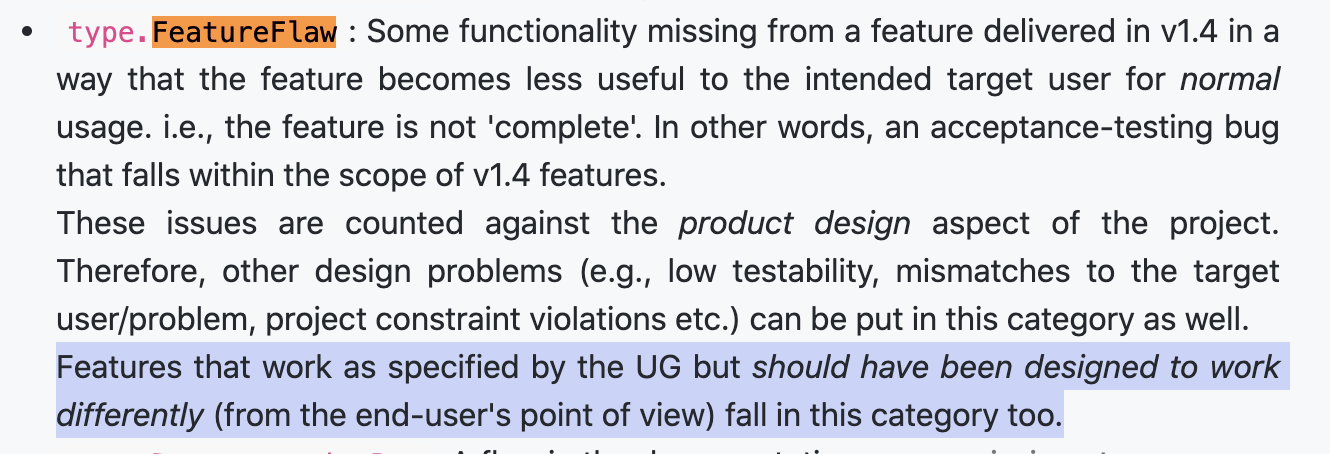 • type.FeatureFlaw : Some functionality missing from a feature delivered in v1.4 in a
way that the feature becomes less useful to the intended target user for normal
usage. i.e., the feature is not 'complete'. In other words, an acceptance-testing bug
that falls within the scope of v1.4 features.
These issues are counted against the product design aspect of the project.
Therefore, other design problems (e.g., low testability, mismatches to the target
user/problem, project constraint violations etc.) can be put in this category as well.
Features that work as specified by the UG but should have been designed to work
differently (from the end-user's point of view) fall in this category too.